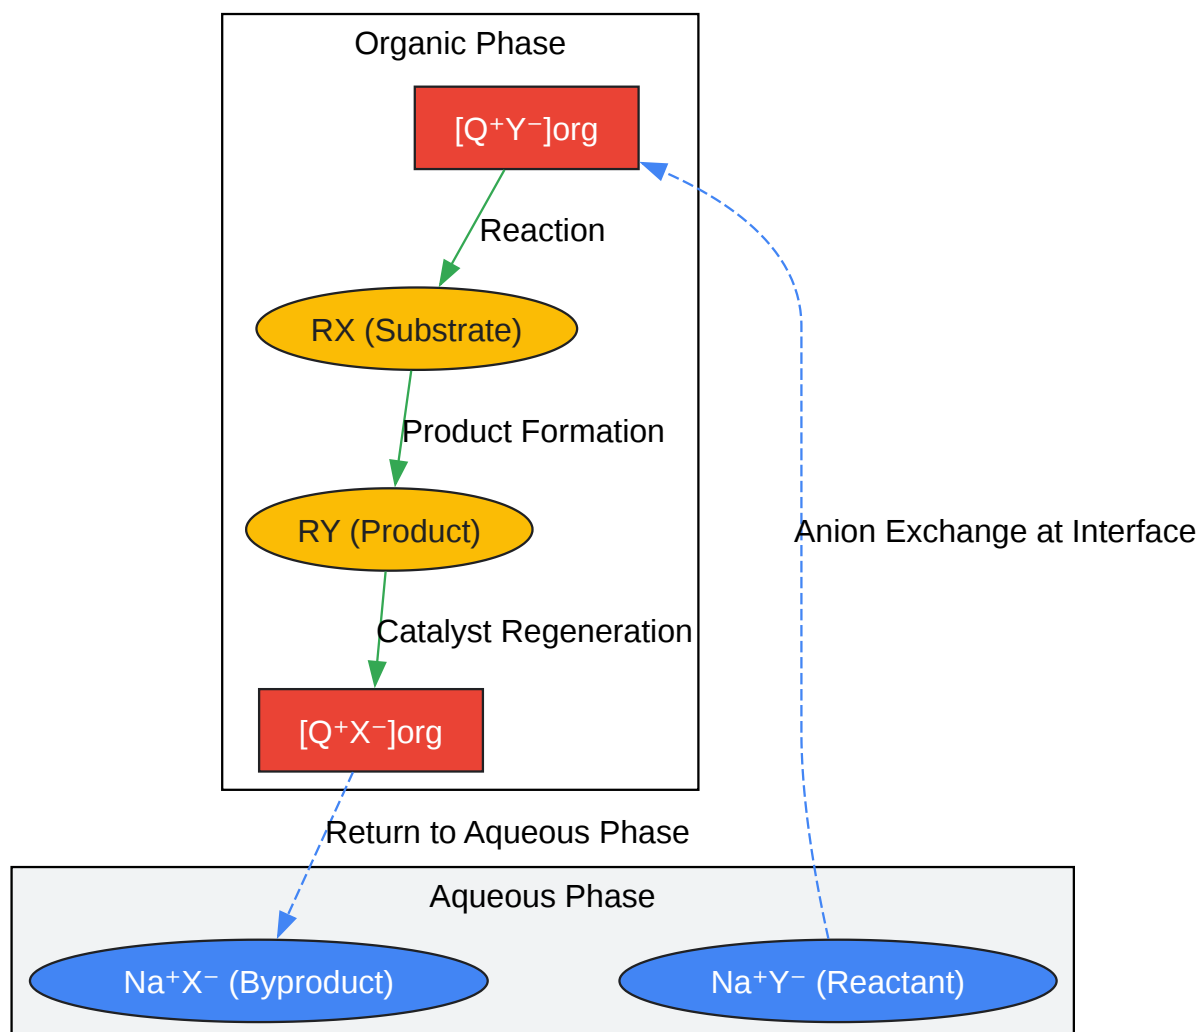 Organic Phase
[Q⁺Y⁻]org
Reaction
RX (Substrate)
Product Formation
RY (Product)
Anion Exchange at Interface
Catalyst Regeneration
[Q⁺X⁻]org
Return to Aqueous Phase
Aqueous Phase
Na⁺X⁻ (Byproduct)
Na⁺Y⁻ (Reactant)